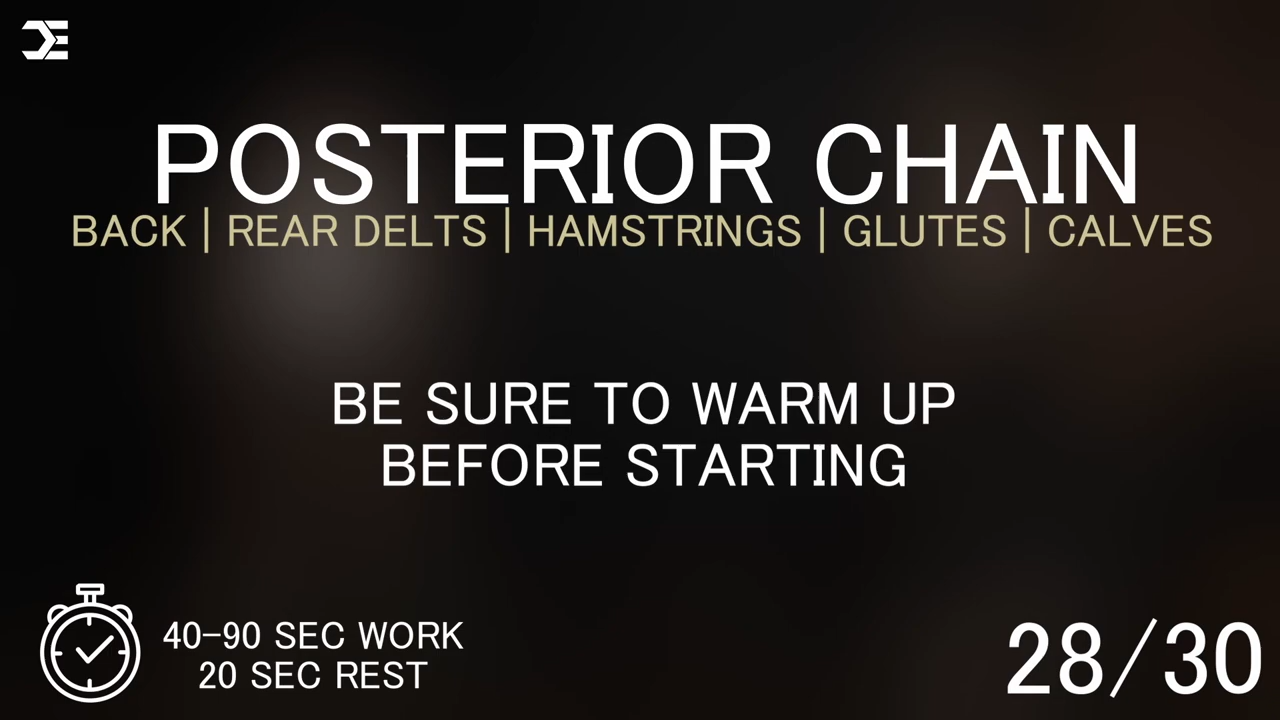 POSTERIOR CHAIN
BACK | REAR DELTS | HAMSTRINGS | GLUTES | CALVES
BE SURE TO WARM UP
BEFORE STARTING
40-90 SEC WORK
20 SEC REST
28/30